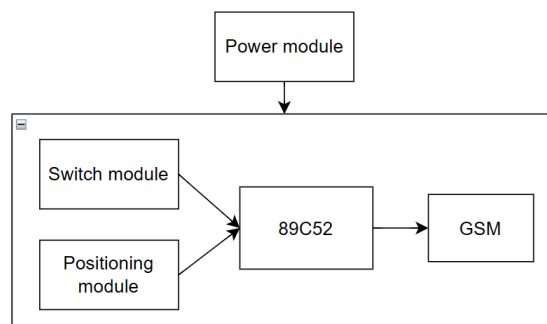 Power module
Switch module
89C52
GSM
Positioning
module